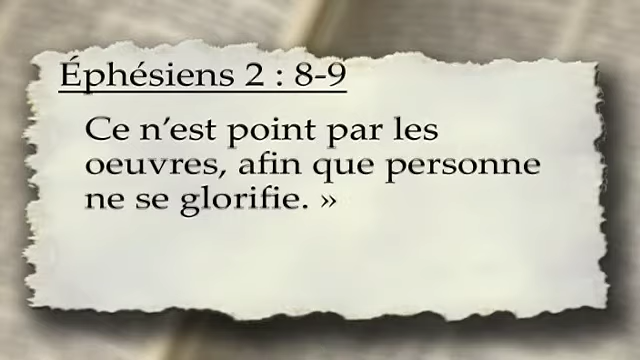 Éphésiens 2 : 8-9
Ce n’est point par les
oeuvres, afin que personne
ne se glorifie. »